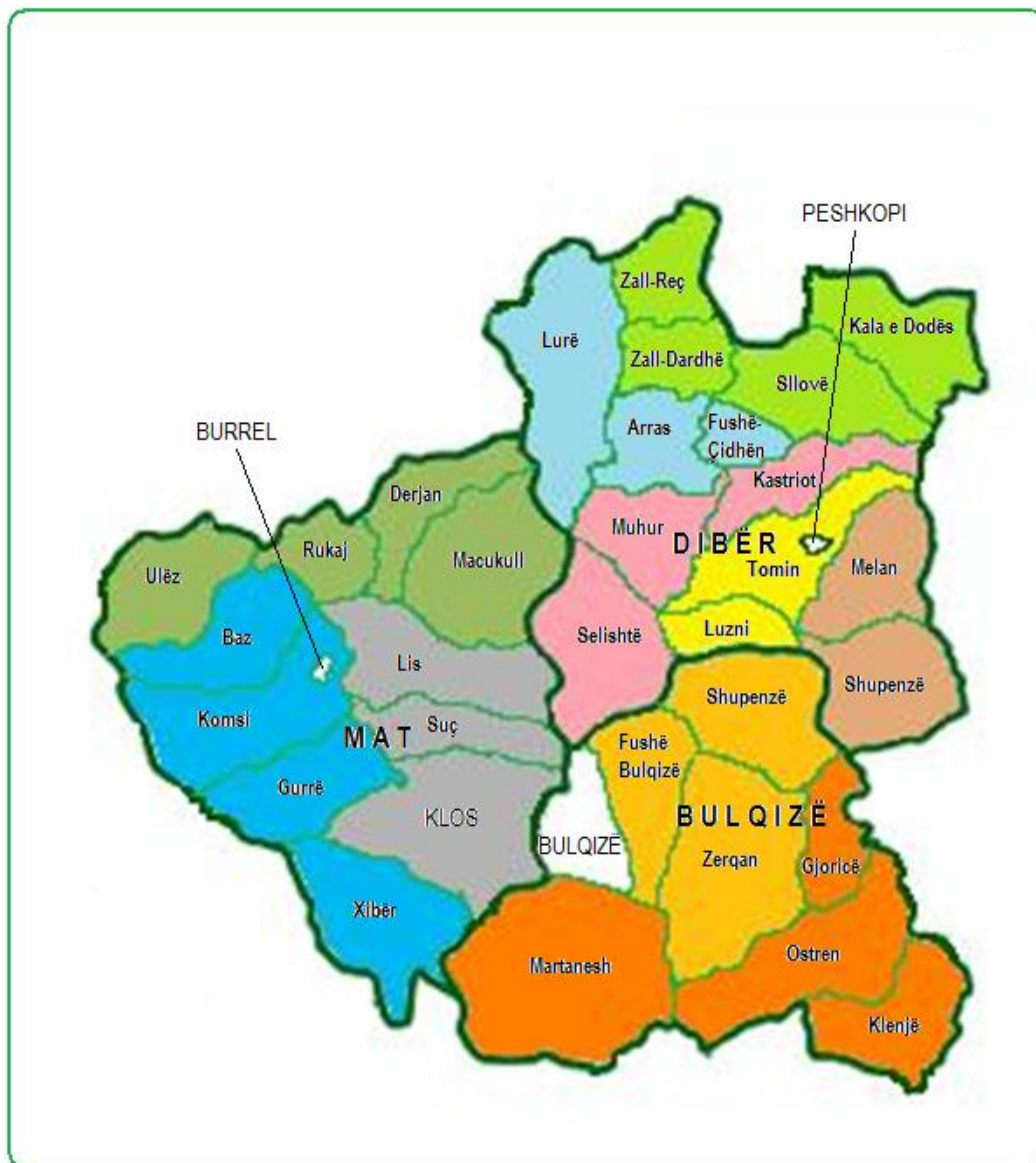 PESHKOPI
Zall-Reç
Kala e Dodës
Lurë
Zall-Dardhë
Sllovë
BURREL
Arras
Fushë-
Çidhën
Kastriot
Derjan
Muhur
DIBËR
Rukaj
Macukull
Tomin
Melan
Ulëz
Baz
Selishtë
Luzni
Lis
Shupenzë
Shupenzë
Komsi
Suç
MAT
Fushë
Bulqizë
Gurrë
KLOS
BULQIZË
BULQIZË
Zerqan
Gjoricë
Xibër
Ostren
Martanesh
Klenjë